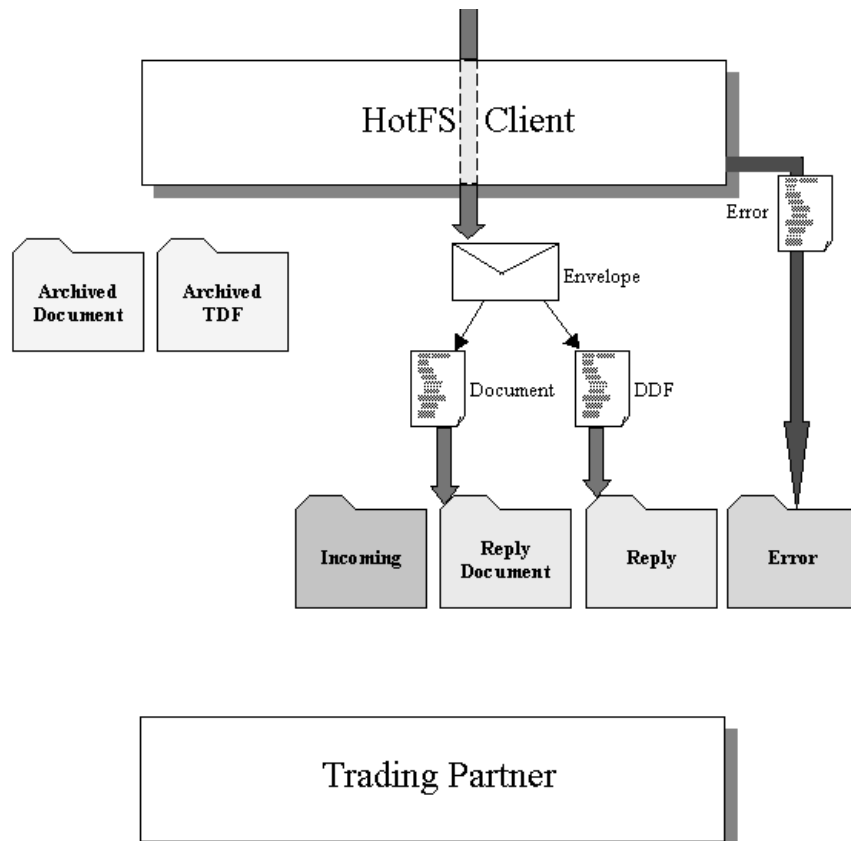 HotFS Client
Error
Envelope
Archived
Document
Archived
TDF
Document
DDF
Incoming
Reply
Document
Reply
Error
Trading Partner